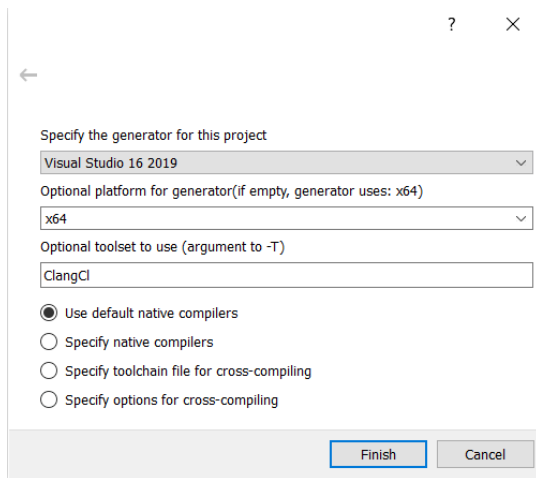 ?
Specify the generator for this project
Visual Studio 16 2019
Optional platform for generator(if empty, generator uses: x64)
x64
Optional toolset to use (argument to -T)
ClangCl
Use default native compilers
Specify native compilers
Specify toolchain file for cross-compiling
Specify options for cross-compiling
Finish Cancel